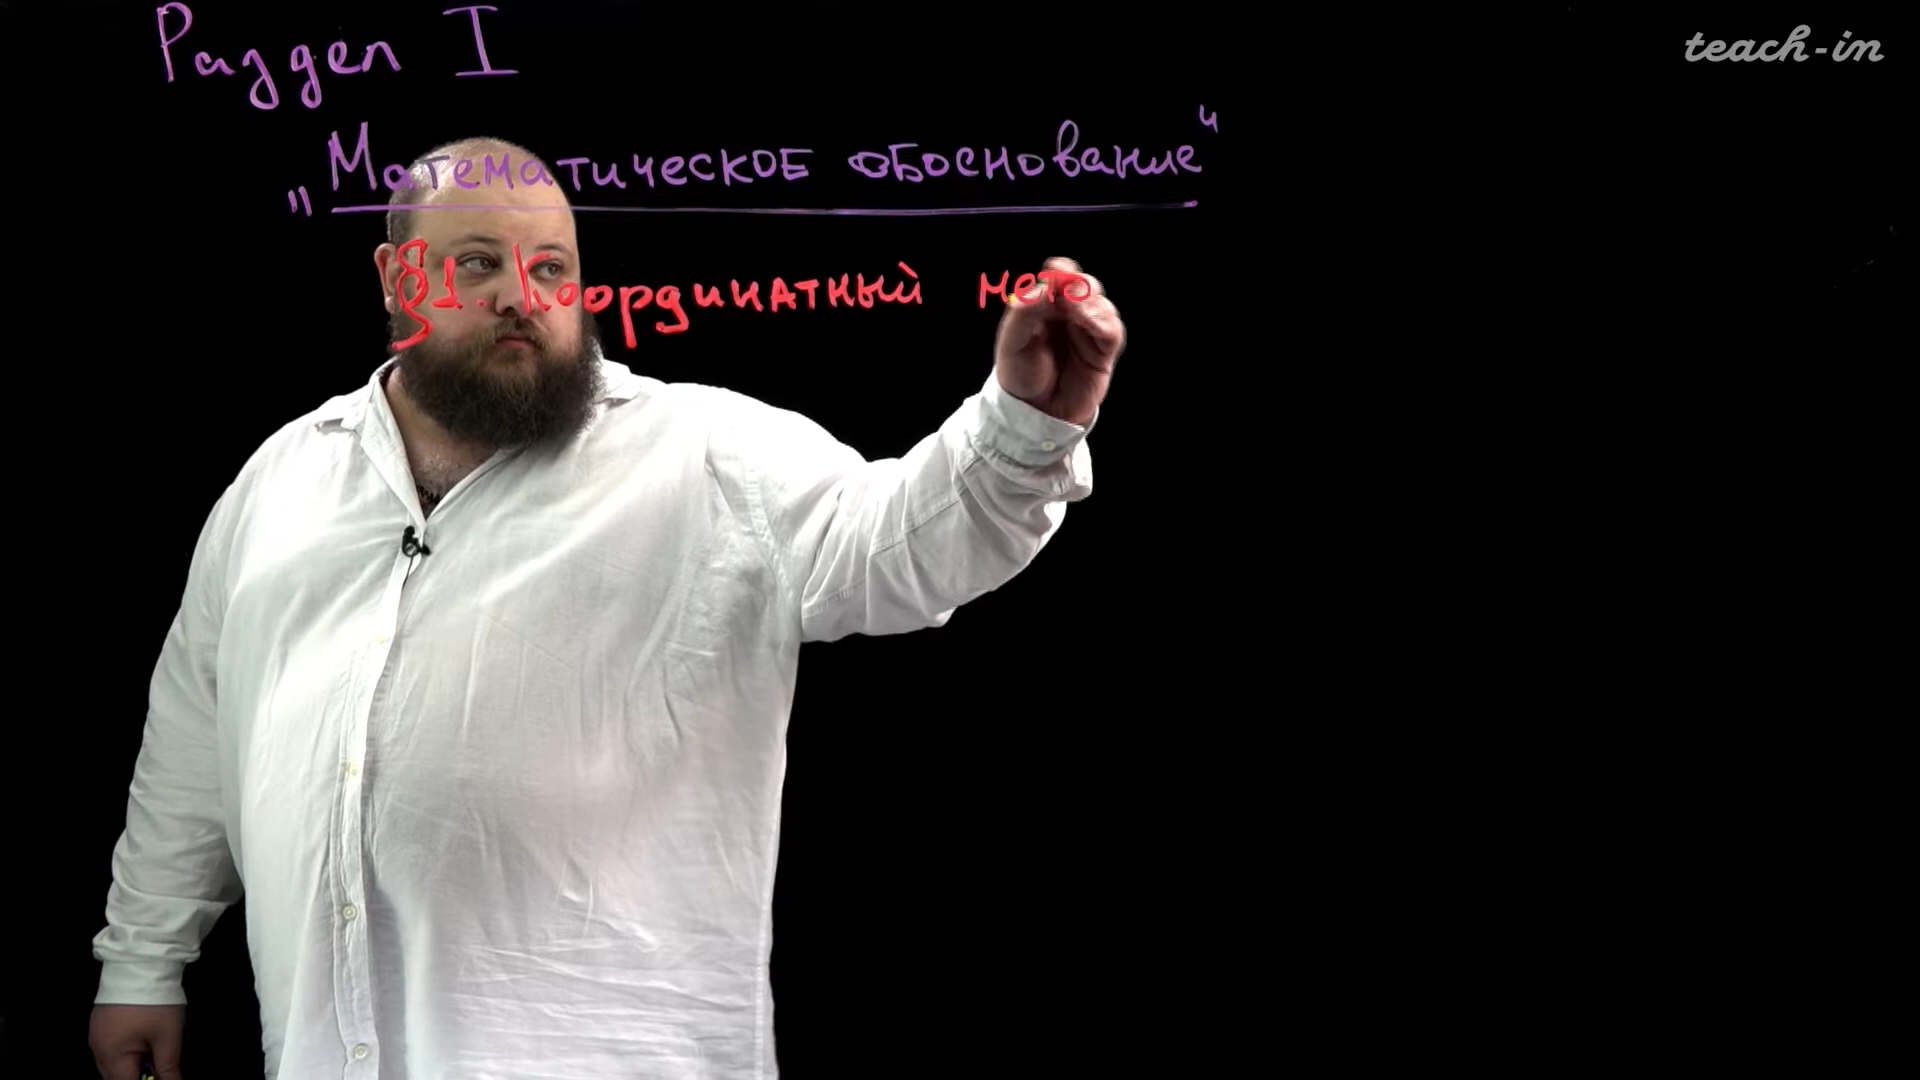 teach-in
Раздел I
„Математическое обоснование“
§1. Координатный мето